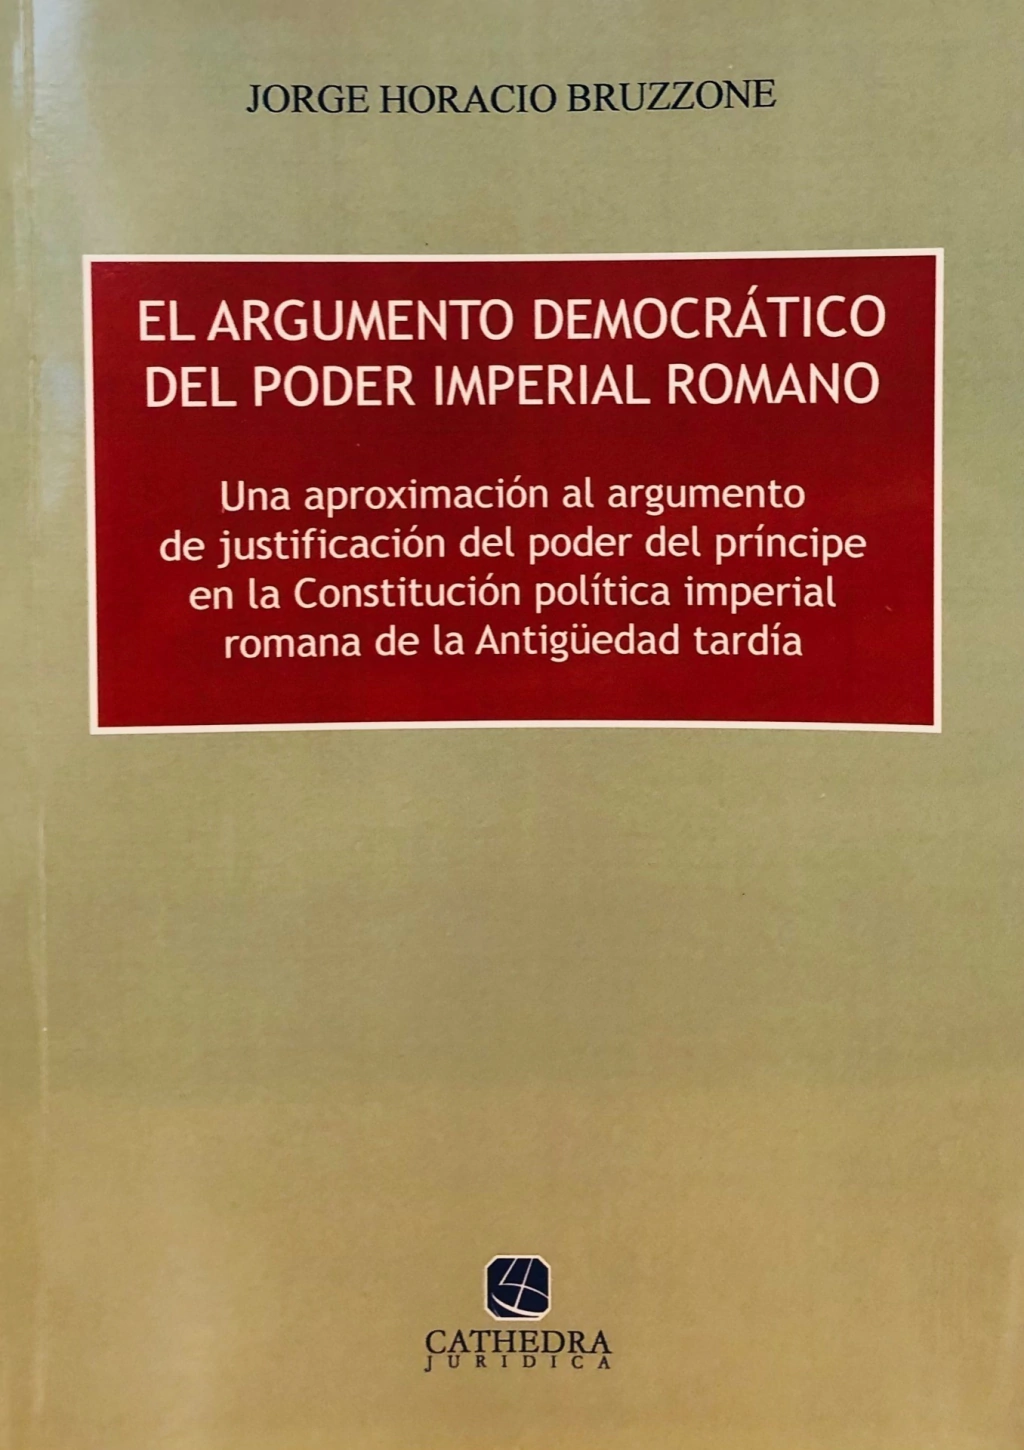 JORGE HORACIO BRUZZONE
EL ARGUMENTO DEMOCRÁTICO
DEL PODER IMPERIAL ROMANO
Una aproximación al argumento
de justificación del poder del príncipe
en la Constitución política imperial
romana de la Antigüedad tardía
CATHEDRA
JURIDICA